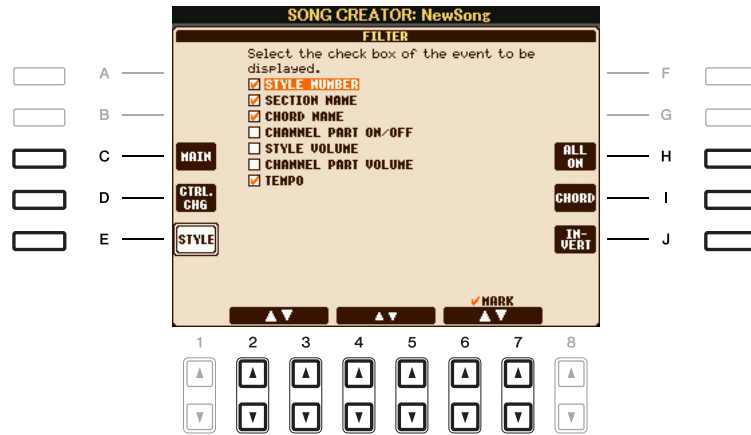 SONG CREATOR: NewSong
FILTER
Select the check box of the event to be
displayed.
STYLE NUMBER
SECTION NAME
CHORD NAME
CHANNEL PART ON/OFF
STYLE VOLUME
CHANNEL PART VOLUME
TEMPO
A
B
C
D
E
MAIN
CTRL.
CHG
STYLE
F
G
H
I
J
ALL
ON
CHORD
IN-
VERT
MARK
1 2 3 4 5 6 7 8